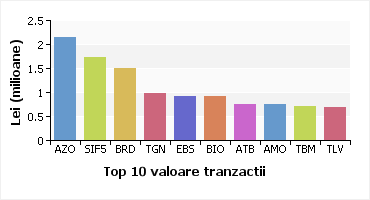 Lei (milioane)
2.5
2
1.5
1
0.5
0
AZO SIF5 BRD TGN EBS BIO ATB AMO TBM TLV
Top 10 valoare tranzactii